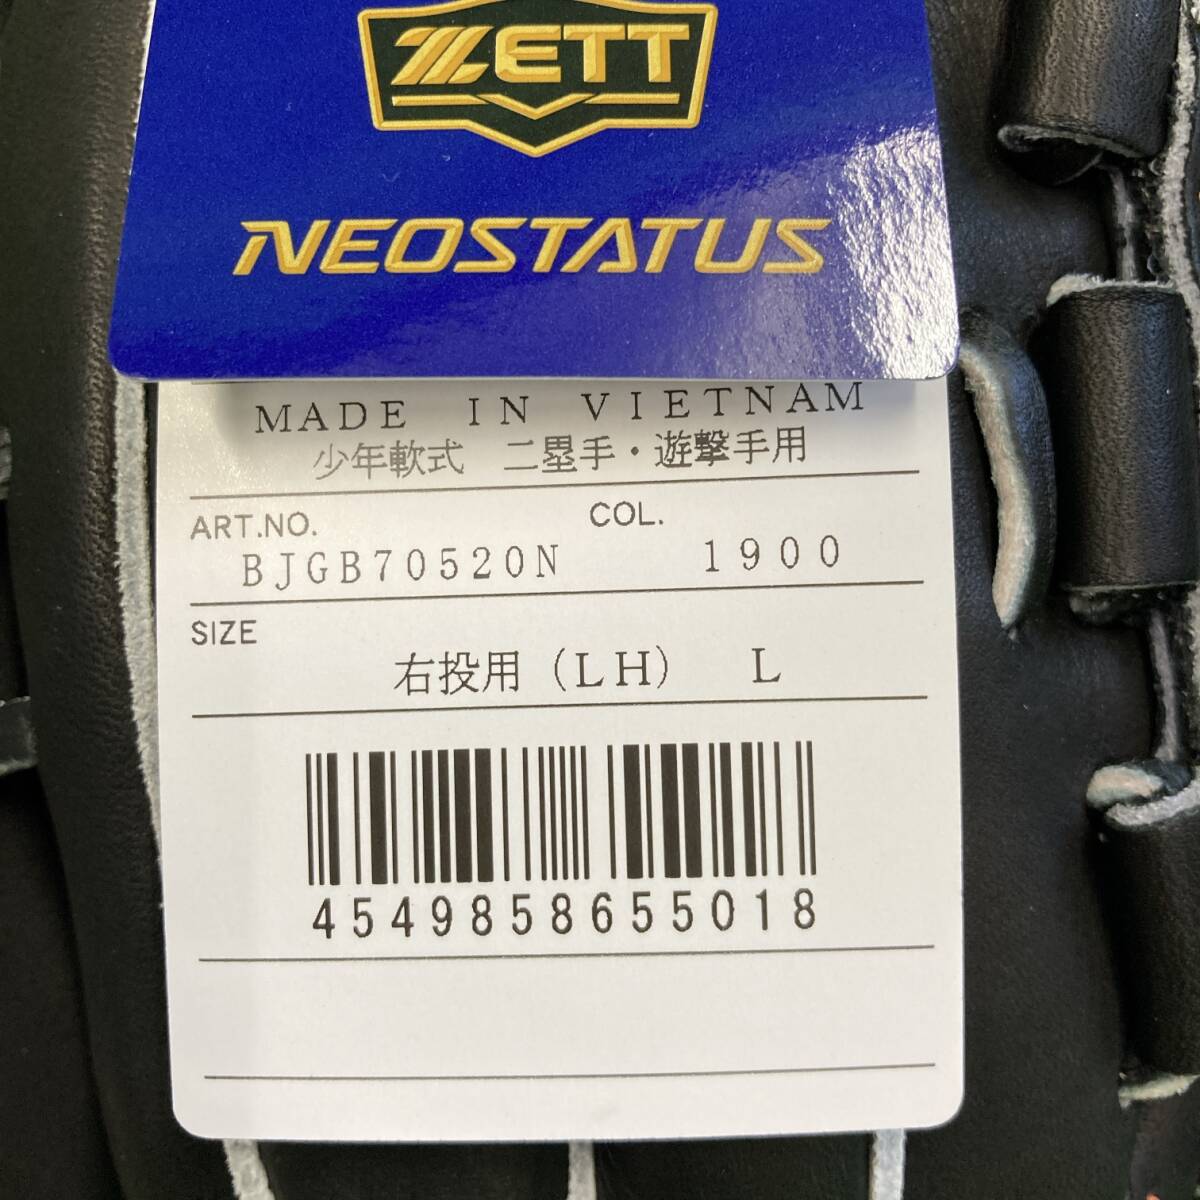 ZETT
NEOSTATUS
MADE IN VIETNAM
少年軟式 二塁手・遊撃手用
ART.NO. COL.
BJGB70520N 1900
SIZE
右投用（LH） L
4549858655018